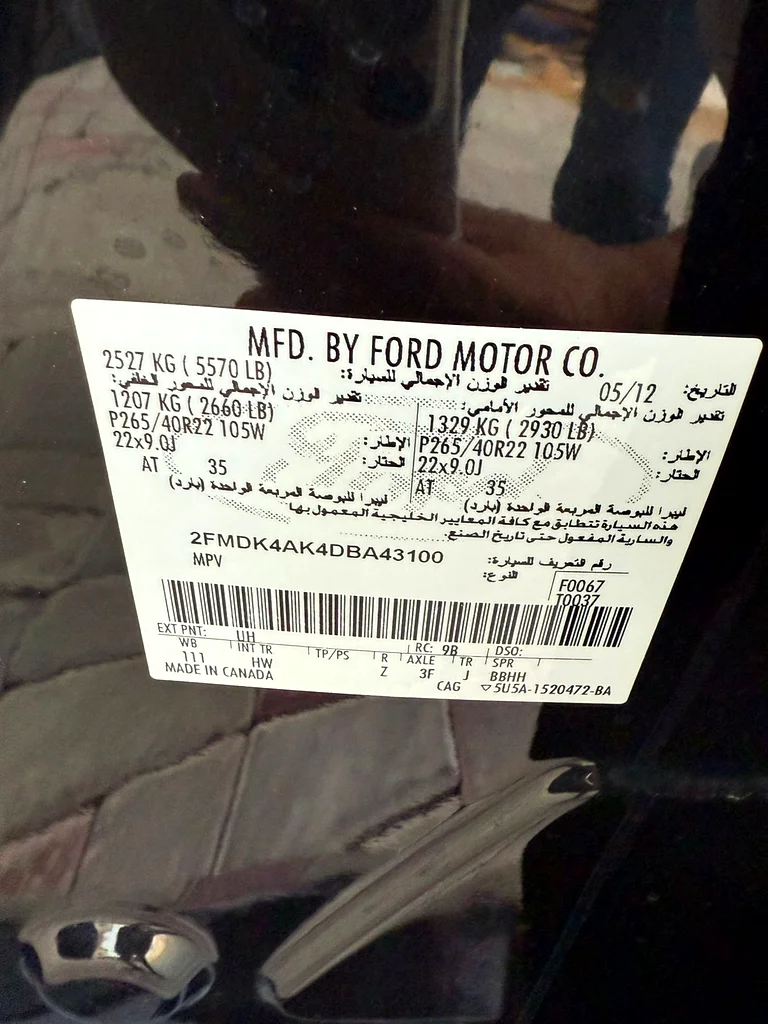 MFD. BY FORD MOTOR CO.
التاريخ: 05/12 تقدير الوزن الإجمالي للسيارة: 2527 KG ( 5570 LB)
تقدير الوزن الإجمالي للمحور الأمامي: تقدير الوزن الإجمالي للمحور الخلفي:
1329 KG ( 2930 LB) 1207 KG ( 2660 LB)
الإطار: P265/40R22 105W الإطار: P265/40R22 105W
الحتار: 22x9.0J الحتار: 22x9.0J
AT 35 AT 35
ليبرا للبوصة المربعة الواحدة (بارد) ليبرا للبوصة المربعة الواحدة (بارد)
هذه السيارة تتطابق مع كافة المعايير الخليجية المعمول بها
والسارية المفعول حتى تاريخ الصنع.
رقم التعريف للسيارة: 2FMDK4AK4DBA43100
النوع: MPV
F0067
T0037
EXT PNT: UH RC: 9B DSO:
WB INT TR TP/PS R AXLE TR SPR
111 HW Z 3F J BBHH
MADE IN CANADA CAG ▽5U5A-1520472-BA
Ford